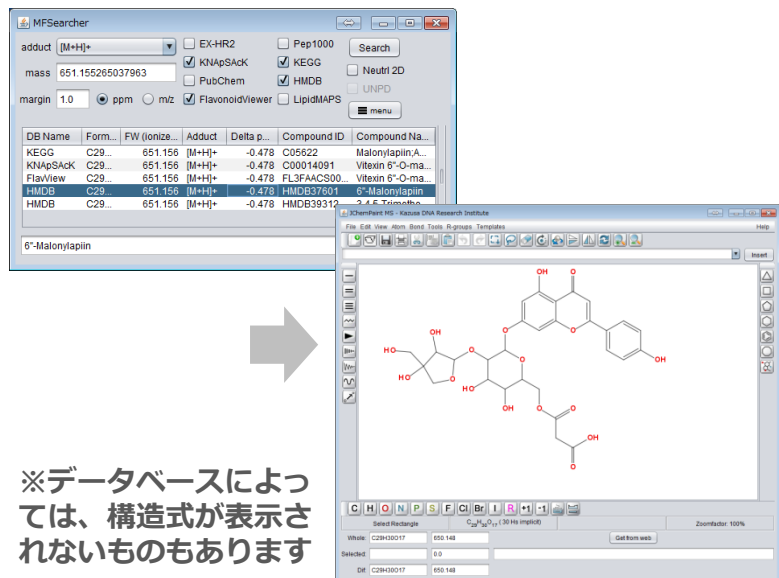 MFSearcher
adduct [M+H]+ EX-HR2 Pep1000 Search
KNApSAcK KEGG
mass 651.155265037963 Neutrl 2D
PubChem HMDB
UNPD
margin 1.0 ppm m/z FlavonoidViewer LipidMAPS
menu
DB Name Form... FW (ionize... Adduct Delta p... Compound ID Compound Na...
KEGG C29... 651.156 [M+H]+ -0.478 C05622 Malonylapiin;A...
KNApSAcK C29... 651.156 [M+H]+ -0.478 C00014091 Vitexin 6"-O-ma...
FlavView C29... 651.156 [M+H]+ -0.478 FL3FAACS00... Vitexin 6"-O-ma...
HMDB C29... 651.156 [M+H]+ -0.478 HMDB37601 6"-Malonylapiin
HMDB C29... 651.156 [M+H]+ -0.478 HMDB39312
6"-Malonylapiin
JChemPaint MS - Kazusa DNA Research Institute
File Edit View Atom Bond Tools R-groups Templates Help
Insert
OH O
O O
OH
OH
HO O
O
HO O
HO
OH O O
OH
O
C H O N P S F Cl Br I R +1 -1
Select Rectangle C29H30O17 (30 Hs implicit) Zoomfactor: 100%
Whole: C29H30O17 650.148 Get from web
Selected: 0.0
Dif: C29H30O17 650.148
※データベースによっ
ては、構造式が表示さ
れないものもあります